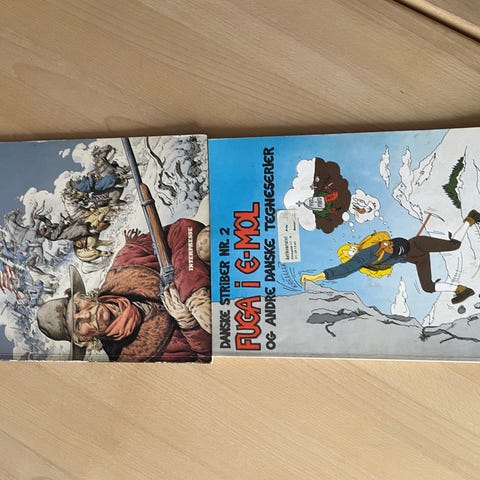 INTERPRESSE
DANSKE STRIBER NR. 2
FUGA i E-MOL
OG ANDRE DANSKE TEGNESERIER